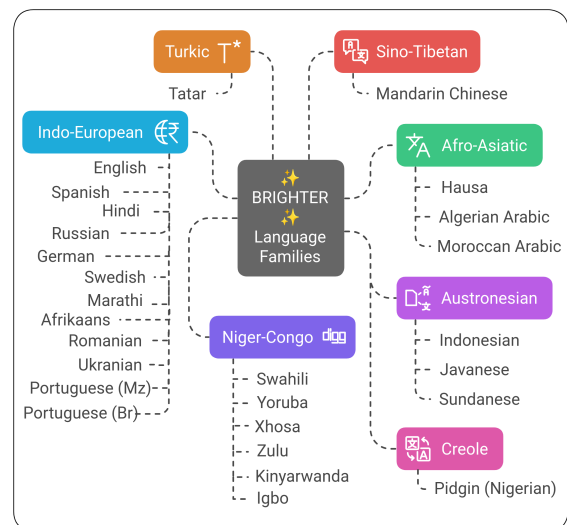 Turkic
Tatar
Sino-Tibetan
Mandarin Chinese
Indo-European
English
Spanish
Hindi
Russian
German
Swedish
Marathi
Afrikaans
Romanian
Ukranian
Portuguese (Mz)
Portuguese (Br)
BRIGHTER
Language
Families
Afro-Asiatic
Hausa
Algerian Arabic
Moroccan Arabic
Austronesian
Indonesian
Javanese
Sundanese
Niger-Congo digg
Swahili
Yoruba
Xhosa
Zulu
Kinyarwanda
Igbo
Creole
Pidgin (Nigerian)